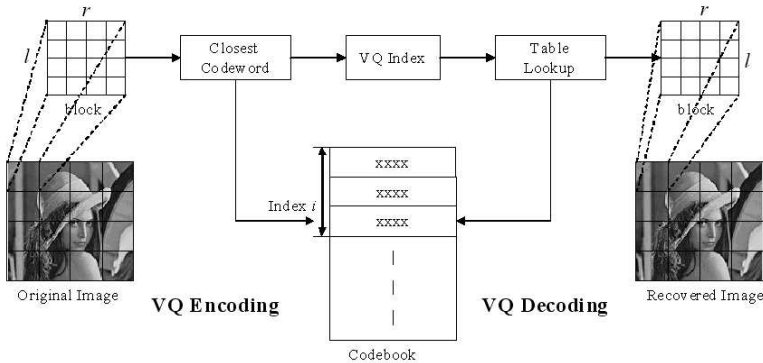 r
l
block
Closest
Codeword
VQ Index
Table
Lookup
r
l
block
xxxx
xxxx
xxxx
Index i
Original Image
VQ Encoding
VQ Decoding
Recovered Image
Codebook